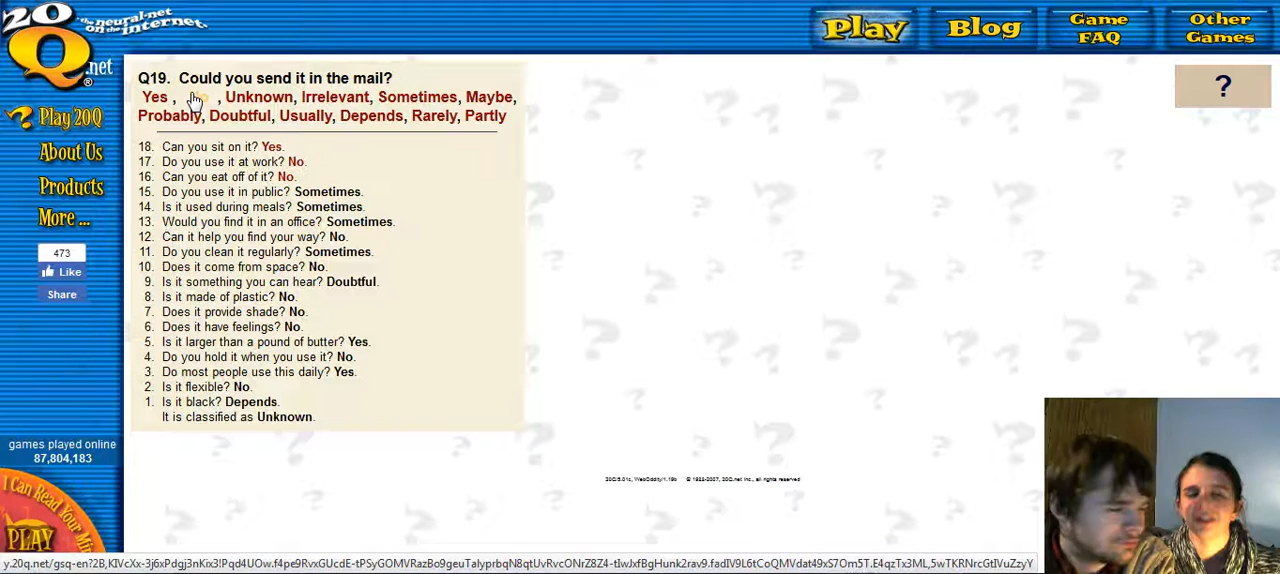 20
Q
.net
®
the neural-net
on the internet.
Play
Blog
Game
FAQ
Other
Games
Q19. Could you send it in the mail?
Yes , No , Unknown, Irrelevant, Sometimes, Maybe,
Probably, Doubtful, Usually, Depends, Rarely, Partly
18. Can you sit on it? Yes.
17. Do you use it at work? No.
16. Can you eat off of it? No.
15. Do you use it in public? Sometimes.
14. Is it used during meals? Sometimes.
13. Would you find it in an office? Sometimes.
12. Can it help you find your way? No.
11. Do you clean it regularly? Sometimes.
10. Does it come from space? No.
9. Is it something you can hear? Doubtful.
8. Is it made of plastic? No.
7. Does it provide shade? No.
6. Does it have feelings? No.
5. Is it larger than a pound of butter? Yes.
4. Do you hold it when you use it? No.
3. Do most people use this daily? Yes.
2. Is it flexible? No.
1. Is it black? Depends.
It is classified as Unknown.
?
? Play 20Q
About Us
Products
More ...
473
Like
Share
games played online
87,804,183
I Can Read Your Min
PLAY